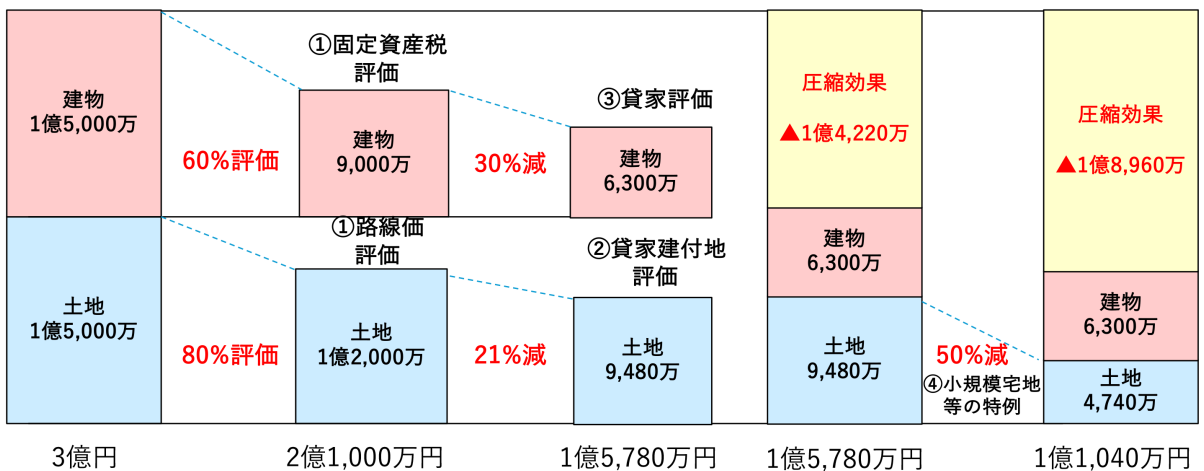 建物
1億5,000万
土地
1億5,000万
3億円
60%評価
80%評価
①固定資産税
評価
建物
9,000万
①路線価
評価
土地
1億2,000万
2億1,000万円
30%減
21%減
③貸家評価
建物
6,300万
②貸家建付地
評価
土地
9,480万
1億5,780万円
圧縮効果
▲1億4,220万
建物
6,300万
土地
9,480万
1億5,780万円
50%減
④小規模宅地
等の特例
圧縮効果
▲1億8,960万
建物
6,300万
土地
4,740万
1億1,040万円